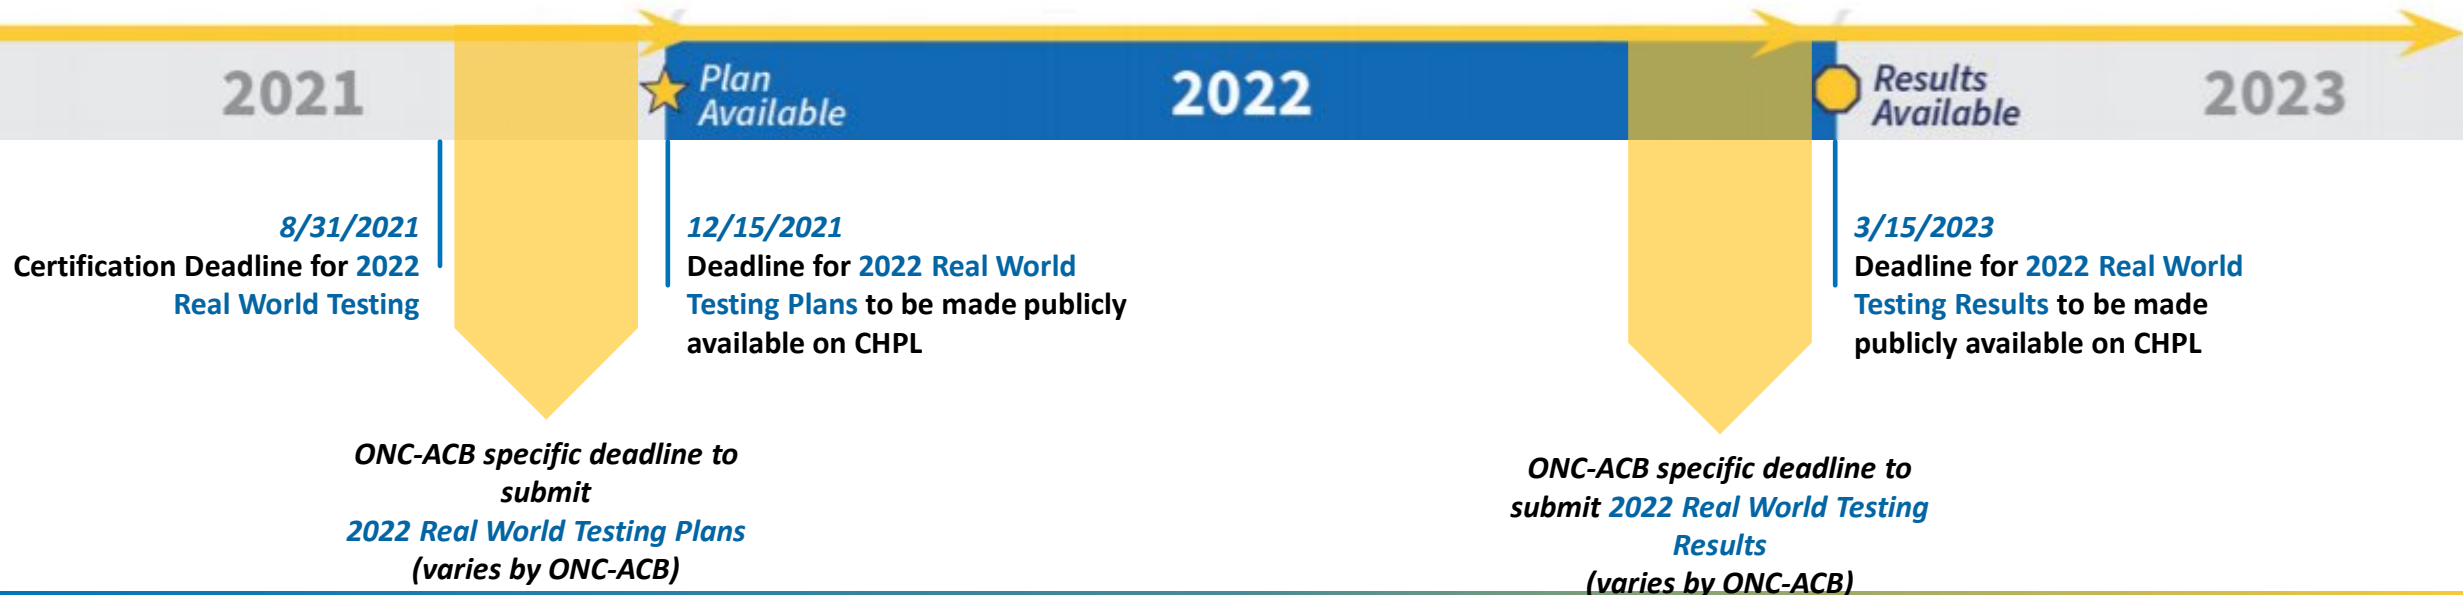 2021
Plan
Available
2022
Results
Available
2023
8/31/2021
Certification Deadline for 2022
Real World Testing
12/15/2021
Deadline for 2022 Real World
Testing Plans to be made publicly
available on CHPL
3/15/2023
Deadline for 2022 Real World
Testing Results to be made
publicly available on CHPL
ONC-ACB specific deadline to
submit
2022 Real World Testing Plans
(varies by ONC-ACB)
ONC-ACB specific deadline to
submit 2022 Real World Testing
Results
(varies by ONC-ACB)